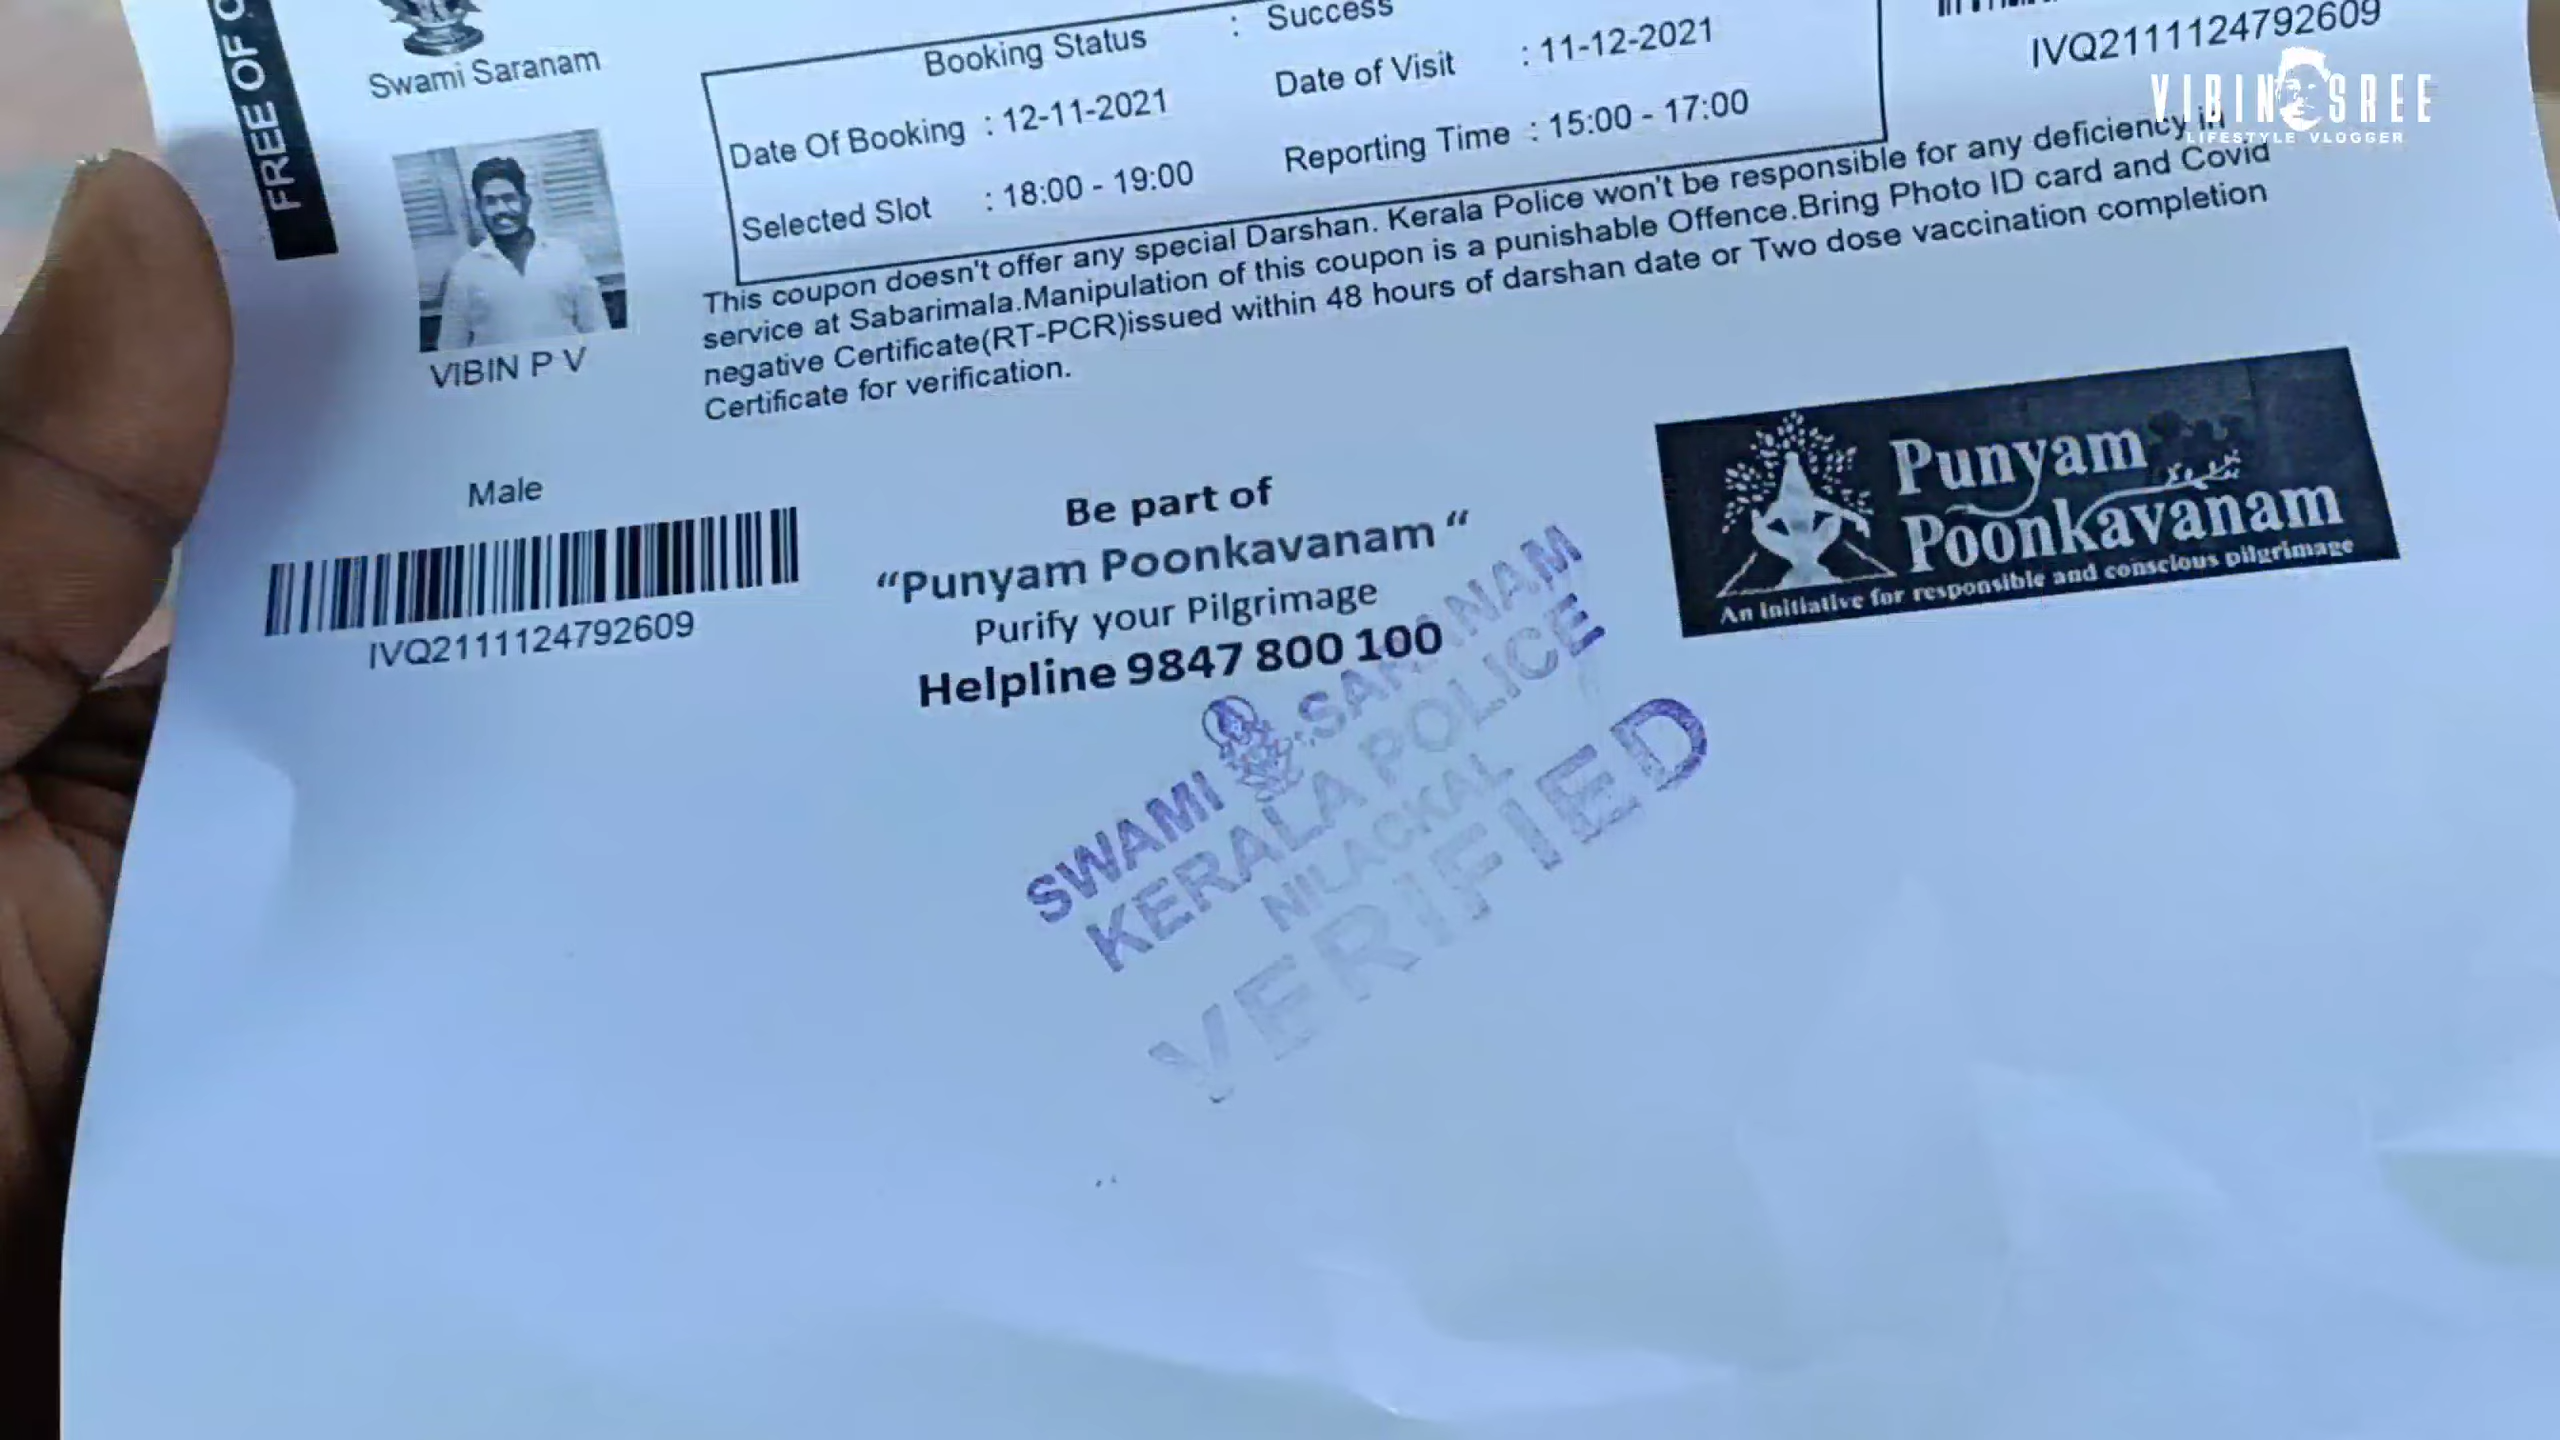 FREE OF
Swami Saranam
Booking Status : Success
Date Of Booking : 12-11-2021
Date of Visit : 11-12-2021
Selected Slot : 18:00 - 19:00
Reporting Time : 15:00 - 17:00
IVQ2111124792609
VIBIN SREE
LIFESTYLE VLOGGER
VIBIN P V
This coupon doesn't offer any special Darshan. Kerala Police won't be responsible for any deficiency in
service at Sabarimala.Manipulation of this coupon is a punishable Offence.Bring Photo ID card and Covid
negative Certificate(RT-PCR)issued within 48 hours of darshan date or Two dose vaccination completion
Certificate for verification.
Male
IVQ2111124792609
Be part of
“Punyam Poonkavanam “
Purify your Pilgrimage
Helpline 9847 800 100
Punyam
Poonkavanam
An initiative for responsible and conscious pilgrimage
SWAMI SARANAM
KERALA POLICE
NILACKAL
VERIFIED